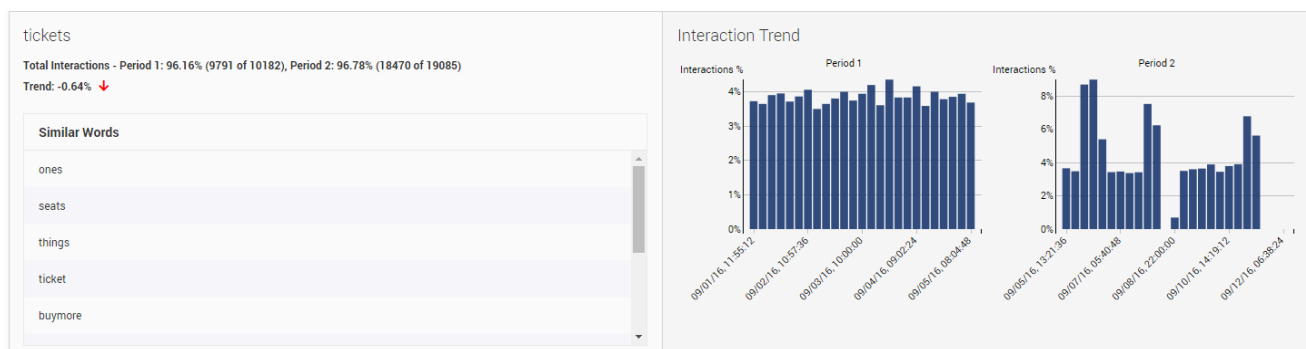 tickets
Total Interactions - Period 1: 96.16% (9791 of 10182), Period 2: 96.78% (18470 of 19085)
Trend: -0.64%
Similar Words
ones
seats
things
ticket
buymore
Interaction Trend
Period 1
Interactions %
4%
3%
2%
1%
0%
09/01/16, 11:55:12
09/02/16, 10:57:36
09/03/16, 10:00:00
09/04/16, 09:02:24
09/05/16, 08:04:48
Period 2
Interactions %
8%
6%
4%
2%
0%
09/05/16, 13:21:36
09/07/16, 05:40:48
09/08/16, 22:00:00
09/10/16, 14:19:12
09/12/16, 06:38:24